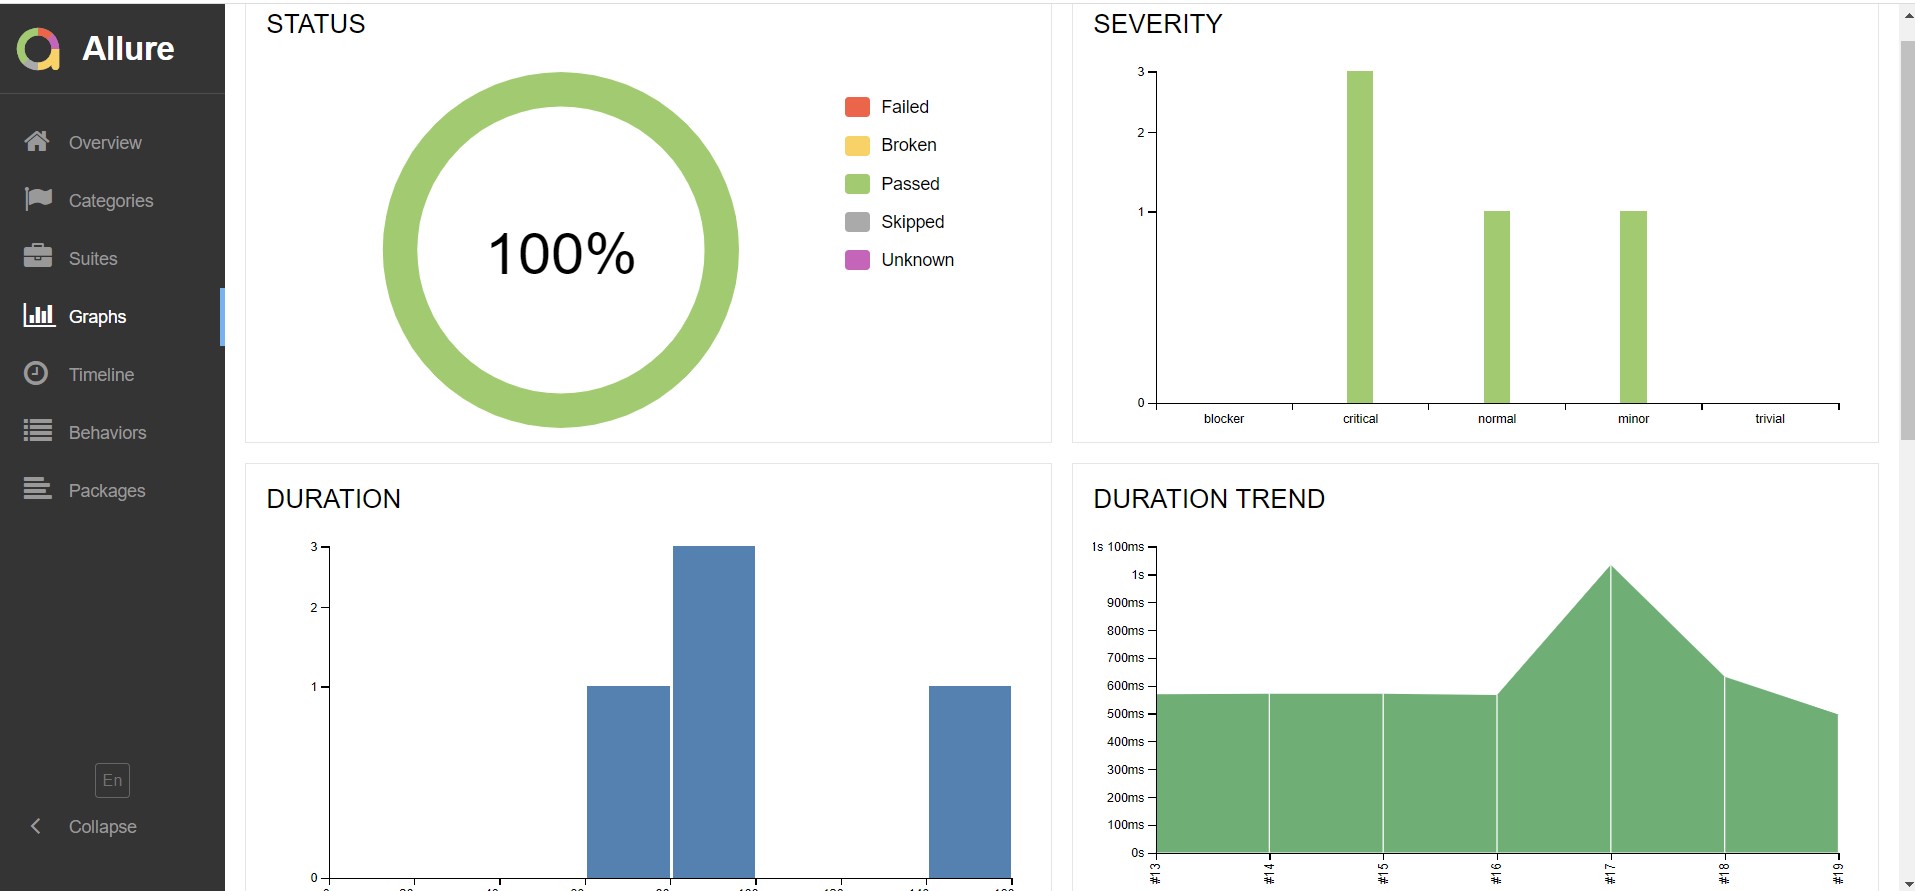 Allure
Overview
Categories
Suites
Graphs
Timeline
Behaviors
Packages
En
Collapse
STATUS
100%
Failed
Broken
Passed
Skipped
Unknown
SEVERITY
3
2
1
0
blocker critical normal minor trivial
DURATION
3
2
1
0
DURATION TREND
1s 100ms
1s
900ms
800ms
700ms
600ms
500ms
400ms
300ms
200ms
100ms
0s
#13 #14 #15 #16 #17 #18 #19